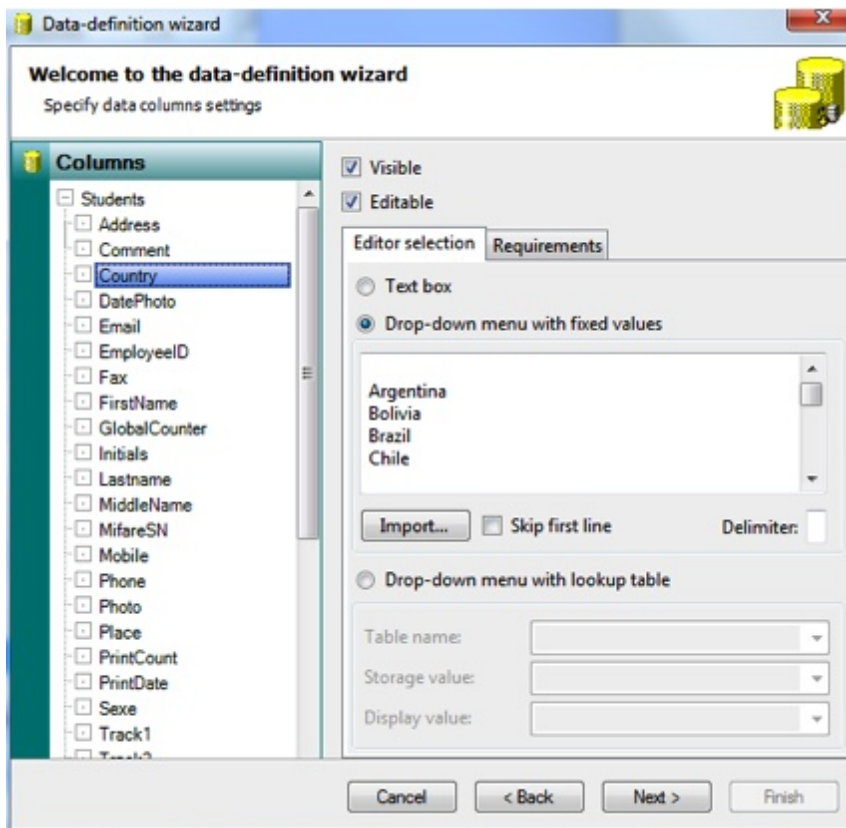 Data-definition wizard
Welcome to the data-definition wizard
Specify data columns settings
Columns
Students
Address
Comment
Country
DatePhoto
Email
EmployeeID
Fax
FirstName
GlobalCounter
Initials
Lastname
MiddleName
MifareSN
Mobile
Phone
Photo
Place
PrintCount
PrintDate
Sexe
Track1
Visible
Editable
Editor selection Requirements
Text box
Drop-down menu with fixed values
Argentina
Bolivia
Brazil
Chile
Import... Skip first line Delimiter:
Drop-down menu with lookup table
Table name:
Storage value:
Display value:
Cancel < Back Next > Finish